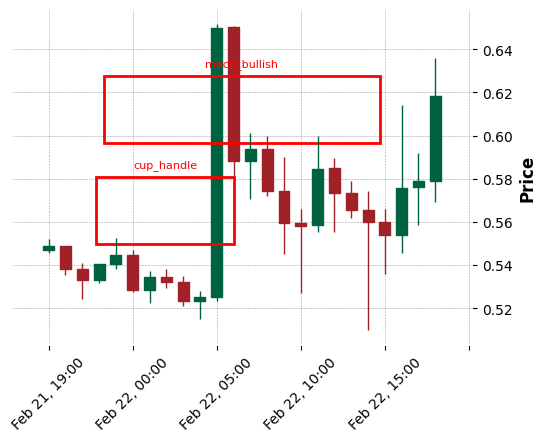 macd_bullish
cup_handle
0.64
0.62
0.60
0.58
0.56
0.54
0.52
Price
Feb 21, 19:00
Feb 22, 00:00
Feb 22, 05:00
Feb 22, 10:00
Feb 22, 15:00